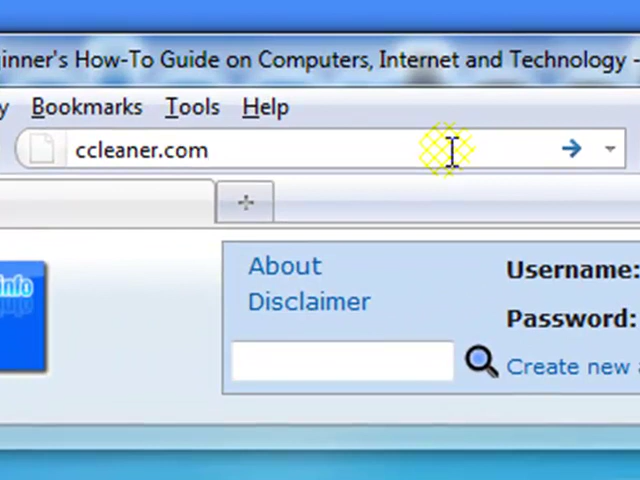 inner's How-To Guide on Computers, Internet and Technology -
y Bookmarks Tools Help
ccleaner.com
info
About
Disclaimer
Username:
Password:
Create new a